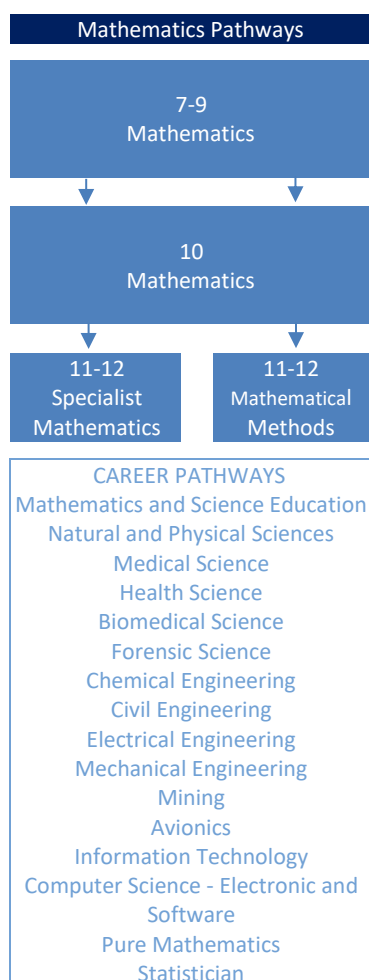 Mathematics Pathways
7-9
Mathematics
10
Mathematics
11-12
Specialist
Mathematics
11-12
Mathematical
Methods
CAREER PATHWAYS
Mathematics and Science Education
Natural and Physical Sciences
Medical Science
Health Science
Biomedical Science
Forensic Science
Chemical Engineering
Civil Engineering
Electrical Engineering
Mechanical Engineering
Mining
Avionics
Information Technology
Computer Science - Electronic and
Software
Pure Mathematics
Statistician